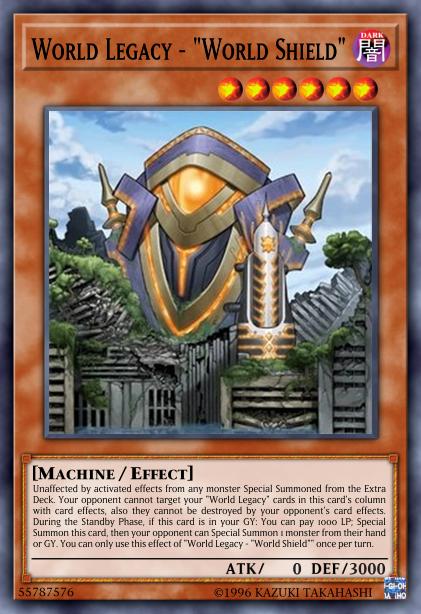 World Legacy - "World Shield"
DARK
闇
[Machine / Effect]
Unaffected by activated effects from any monster Special Summoned from the Extra
Deck. Your opponent cannot target your "World Legacy" cards in this card's column
with card effects, also they cannot be destroyed by your opponent's card effects.
During the Standby Phase, if this card is in your GY: You can pay 1000 LP; Special
Summon this card, then your opponent can Special Summon 1 monster from their hand
or GY. You can only use this effect of "World Legacy - "World Shield"" once per turn.
ATK/ 0 DEF/3000
55787576 ©1996 KAZUKI TAKAHASHI